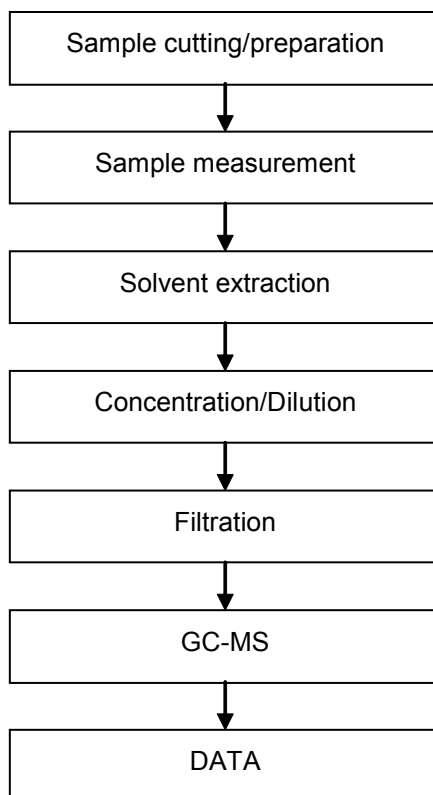 Sample cutting/preparation
Sample measurement
Solvent extraction
Concentration/Dilution
Filtration
GC-MS
DATA